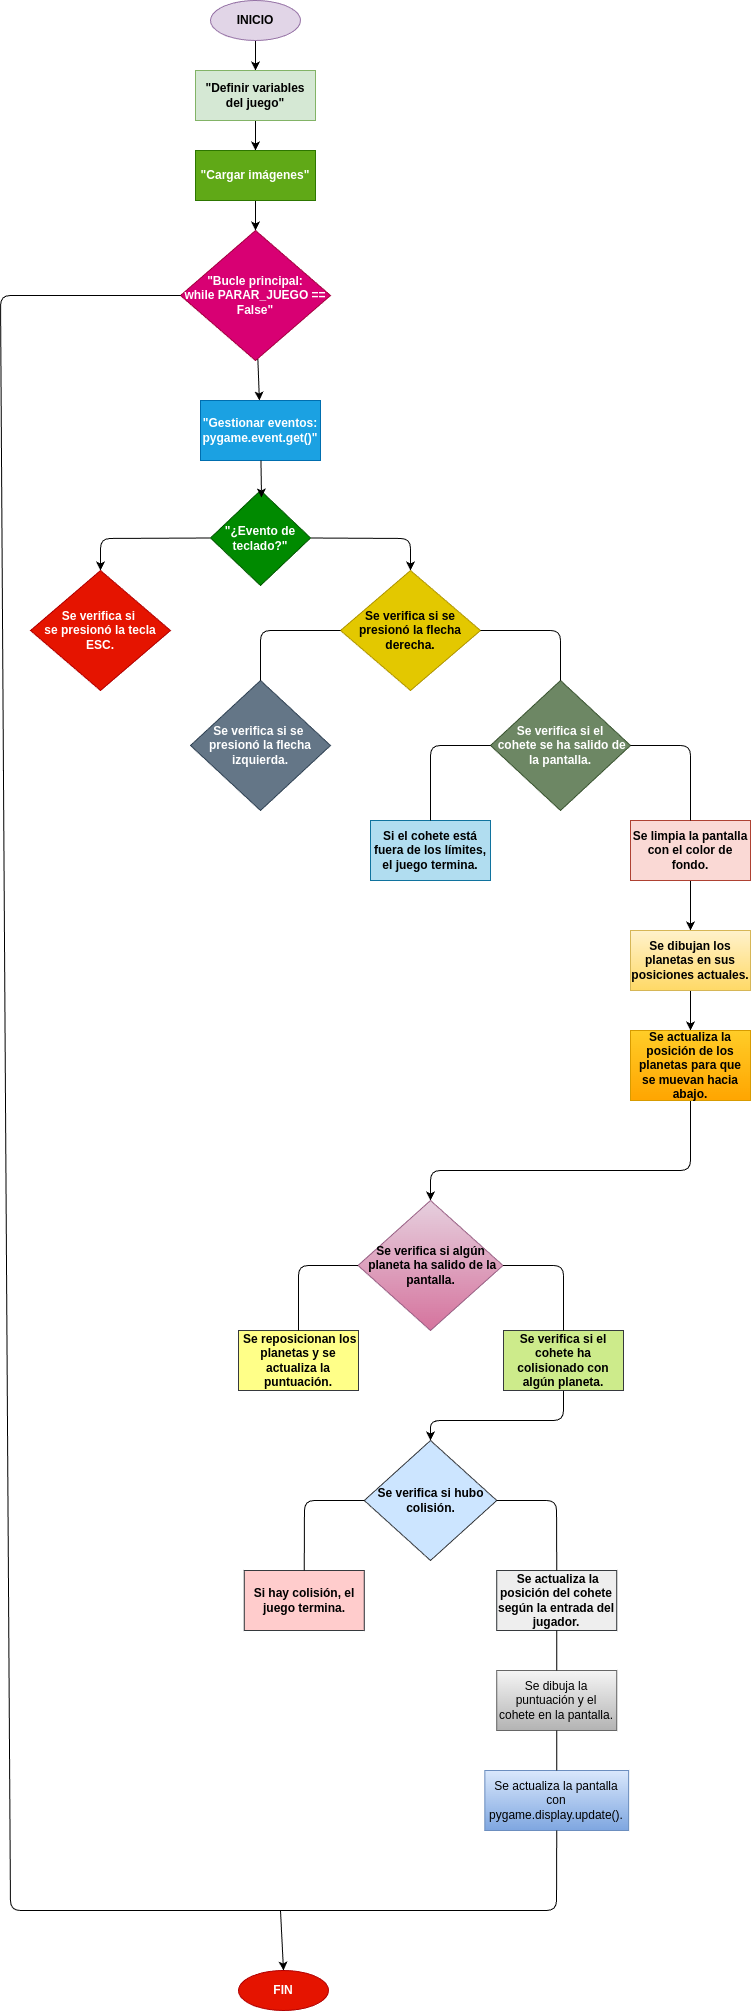 INICIO
"Definir variables
del juego"
"Cargar imágenes"
"Bucle principal:
while PARAR_JUEGO ==
False"
"Gestionar eventos:
pygame.event.get()"
"¿Evento de
teclado?"
Se verifica si
se presionó la tecla
ESC.
Se verifica si se
presionó la flecha
derecha.
Se verifica si se
presionó la flecha
izquierda.
Se verifica si el
cohete se ha salido de
la pantalla.
Si el cohete está
fuera de los límites,
el juego termina.
Se limpia la pantalla
con el color de
fondo.
Se dibujan los
planetas en sus
posiciones actuales.
Se actualiza la
posición de los
planetas para que
se muevan hacia
abajo.
Se verifica si algún
planeta ha salido de la
pantalla.
Se reposicionan los
planetas y se
actualiza la
puntuación.
Se verifica si el
cohete ha
colisionado con
algún planeta.
Se verifica si hubo
colisión.
Si hay colisión, el
juego termina.
Se actualiza la
posición del cohete
según la entrada del
jugador.
Se dibuja la
puntuación y el
cohete en la pantalla.
Se actualiza la pantalla
con
pygame.display.update().
FIN